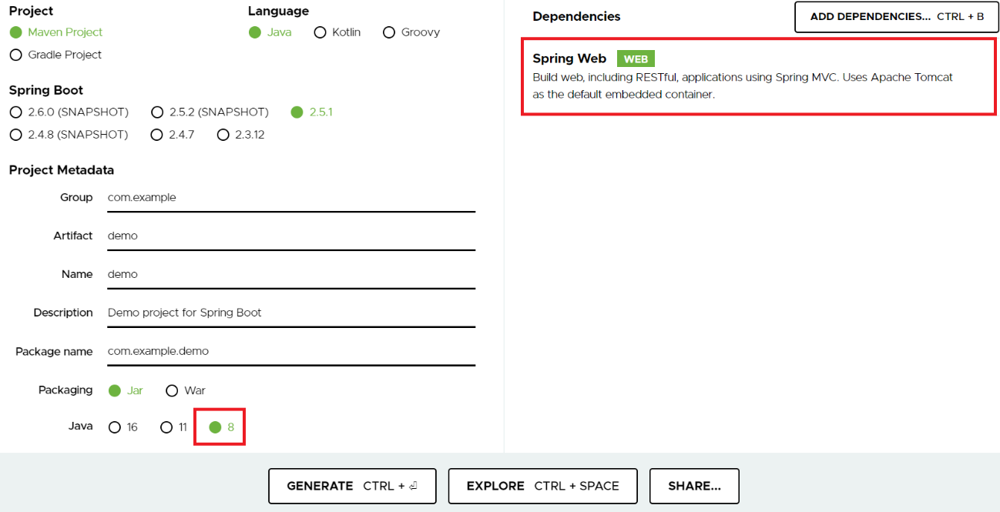 Project
Maven Project
Gradle Project
Language
Java Kotlin Groovy
Spring Boot
2.6.0 (SNAPSHOT) 2.5.2 (SNAPSHOT) 2.5.1
2.4.8 (SNAPSHOT) 2.4.7 2.3.12
Project Metadata
Group com.example
Artifact demo
Name demo
Description Demo project for Spring Boot
Package name com.example.demo
Packaging Jar War
Java 16 11 8
Dependencies
ADD DEPENDENCIES... CTRL + B
Spring Web WEB
Build web, including RESTful, applications using Spring MVC. Uses Apache Tomcat
as the default embedded container.
GENERATE CTRL + ⏎
EXPLORE CTRL + SPACE
SHARE...